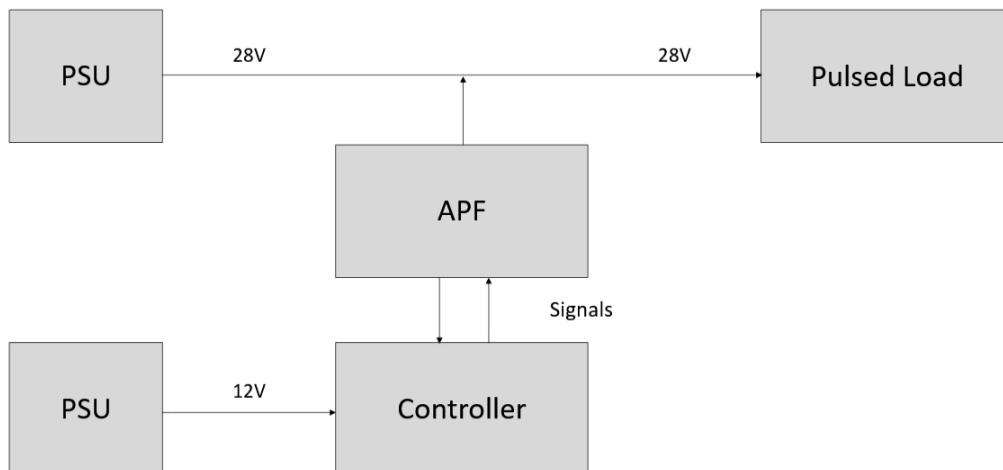 PSU
28V
28V
Pulsed Load
APF
Signals
PSU
12V
Controller